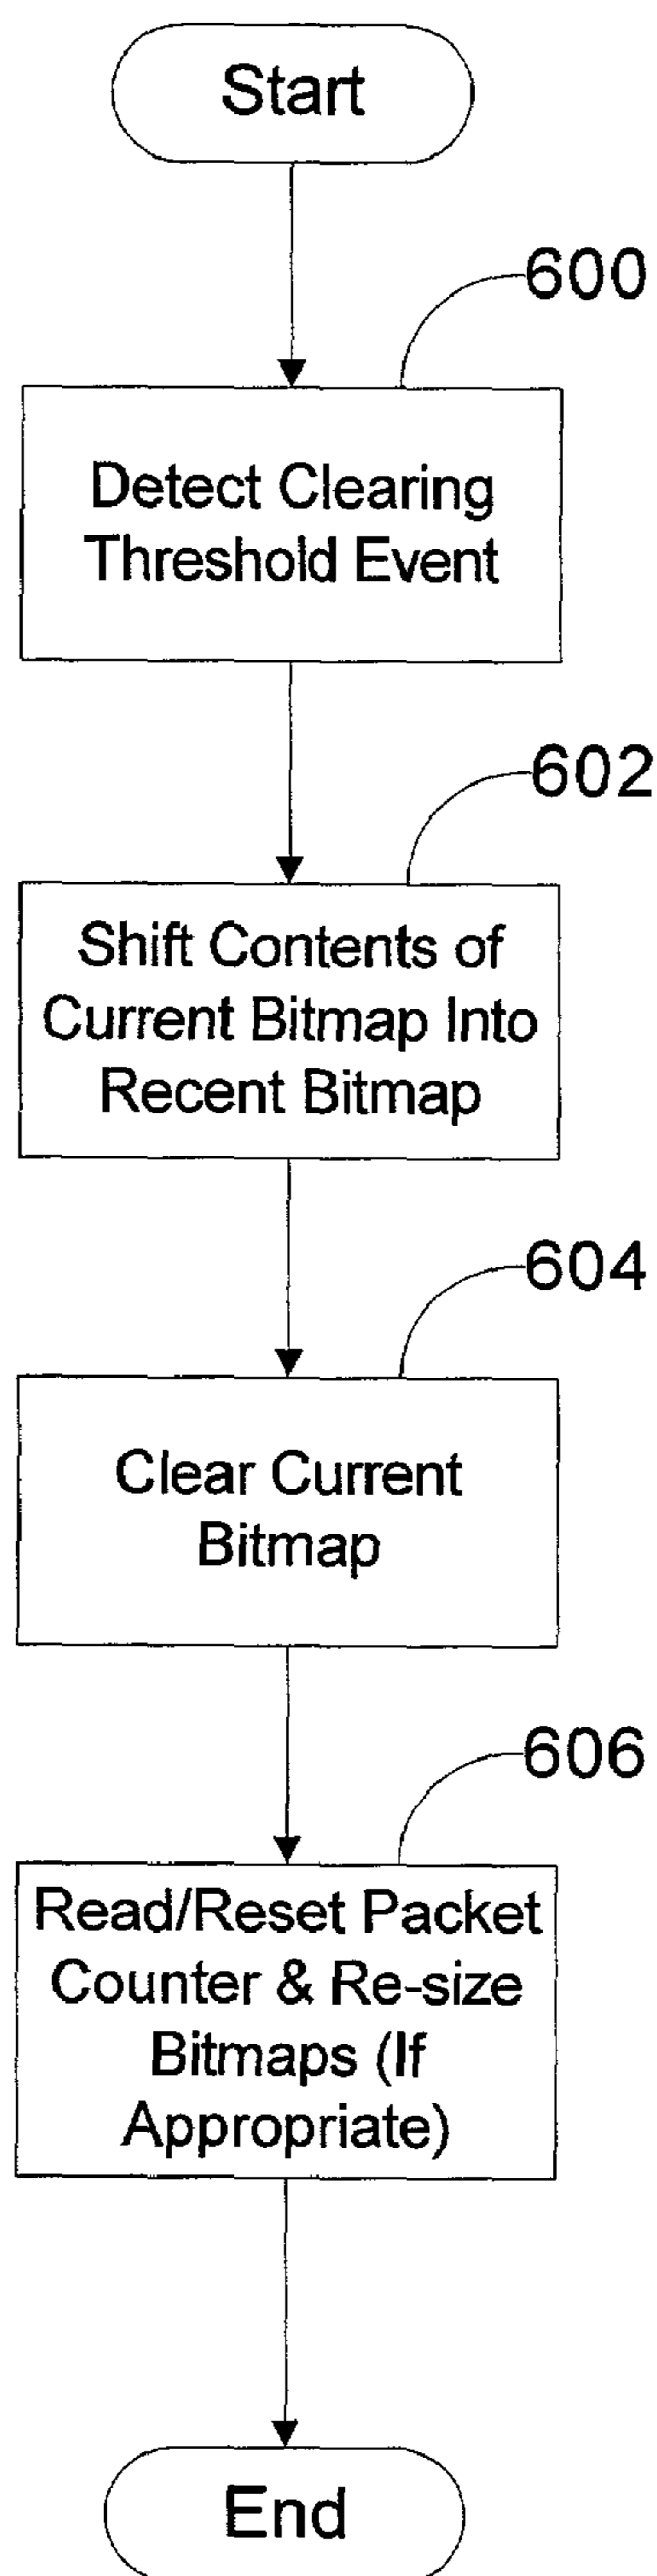 Start
600
Detect Clearing
Threshold Event
602
Shift Contents of
Current Bitmap Into
Recent Bitmap
604
Clear Current
Bitmap
606
Read/Reset Packet
Counter & Re-size
Bitmaps (If
Appropriate)
End